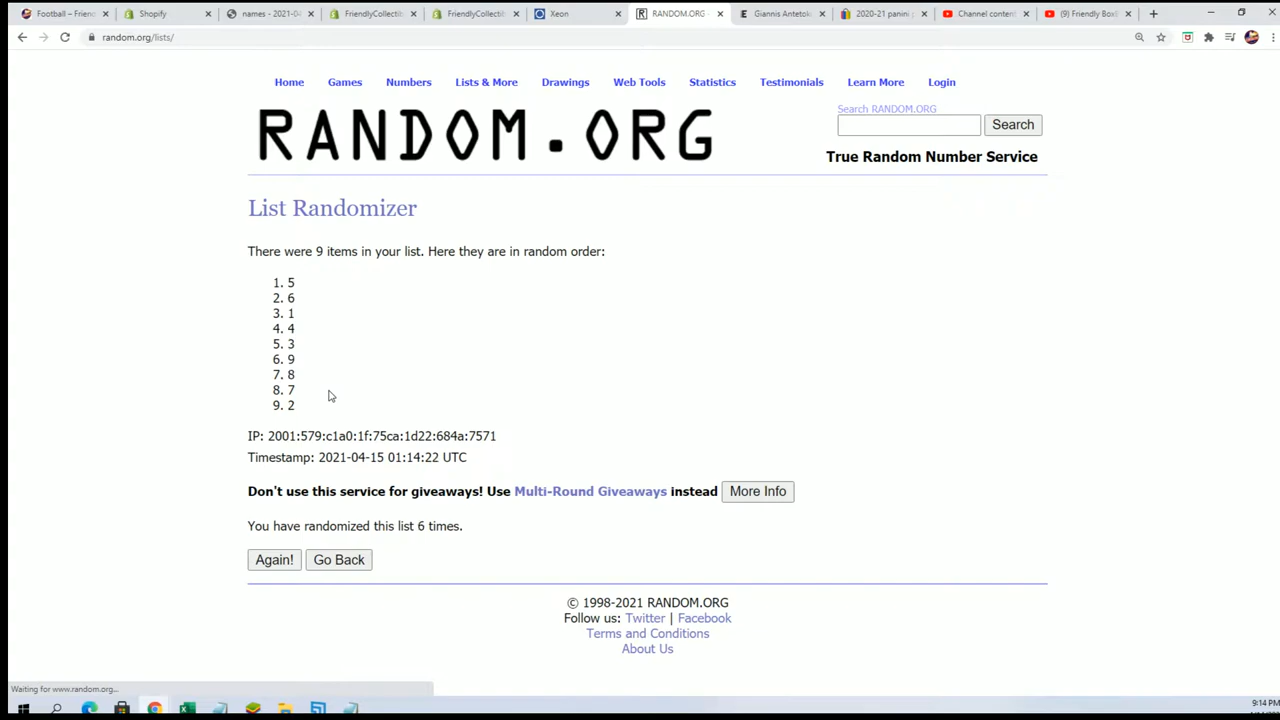 Football – Frien
Shopify
names - 2021-04
FriendlyCollectib
FriendlyCollectib
Xeon
RANDOM.ORG -
Giannis Antetok
2020-21 panini
Channel content
(9) Friendly Box
random.org/lists/
Home Games Numbers Lists & More Drawings Web Tools Statistics Testimonials Learn More Login
RANDOM.ORG
Search RANDOM.ORG
Search
True Random Number Service
List Randomizer
There were 9 items in your list. Here they are in random order:
1. 5
2. 6
3. 1
4. 4
5. 3
6. 9
7. 8
8. 7
9. 2
IP: 2001:579:c1a0:1f:75ca:1d22:684a:7571
Timestamp: 2021-04-15 01:14:22 UTC
Don't use this service for giveaways! Use Multi-Round Giveaways instead More Info
You have randomized this list 6 times.
Again! Go Back
© 1998-2021 RANDOM.ORG
Follow us: Twitter | Facebook
Terms and Conditions
About Us
Waiting for www.random.org...
9:14 PM